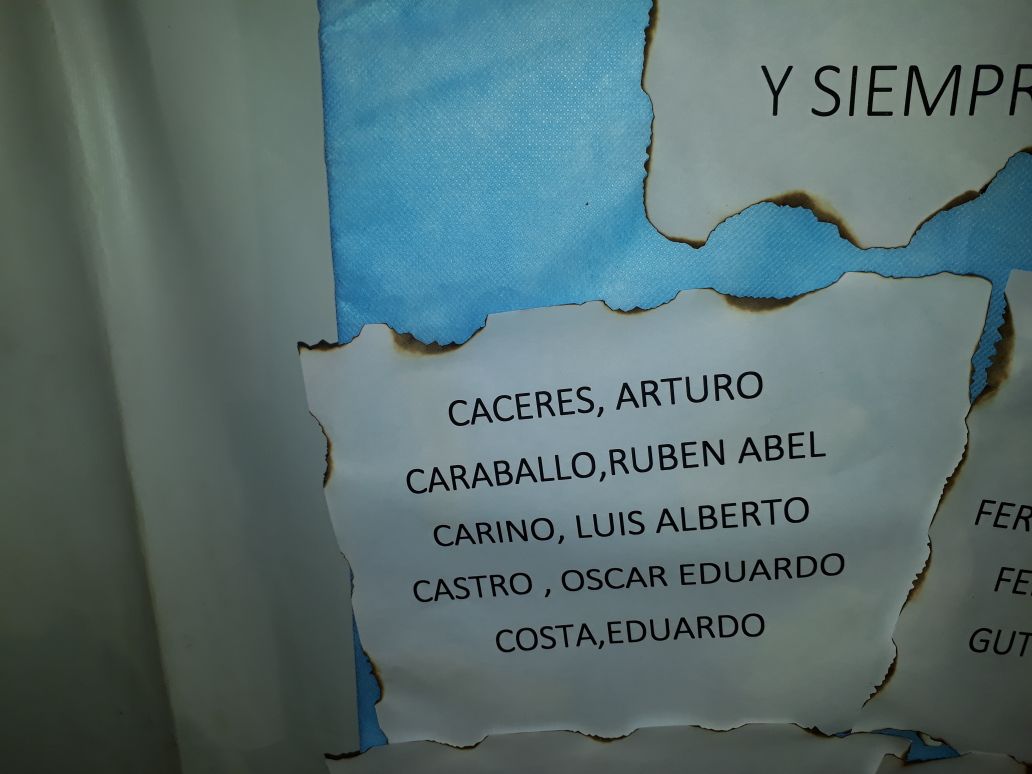 Y SIEMPR
CACERES, ARTURO
CARABALLO,RUBEN ABEL
CARINO, LUIS ALBERTO
CASTRO , OSCAR EDUARDO
COSTA,EDUARDO
FER
FE
GUT